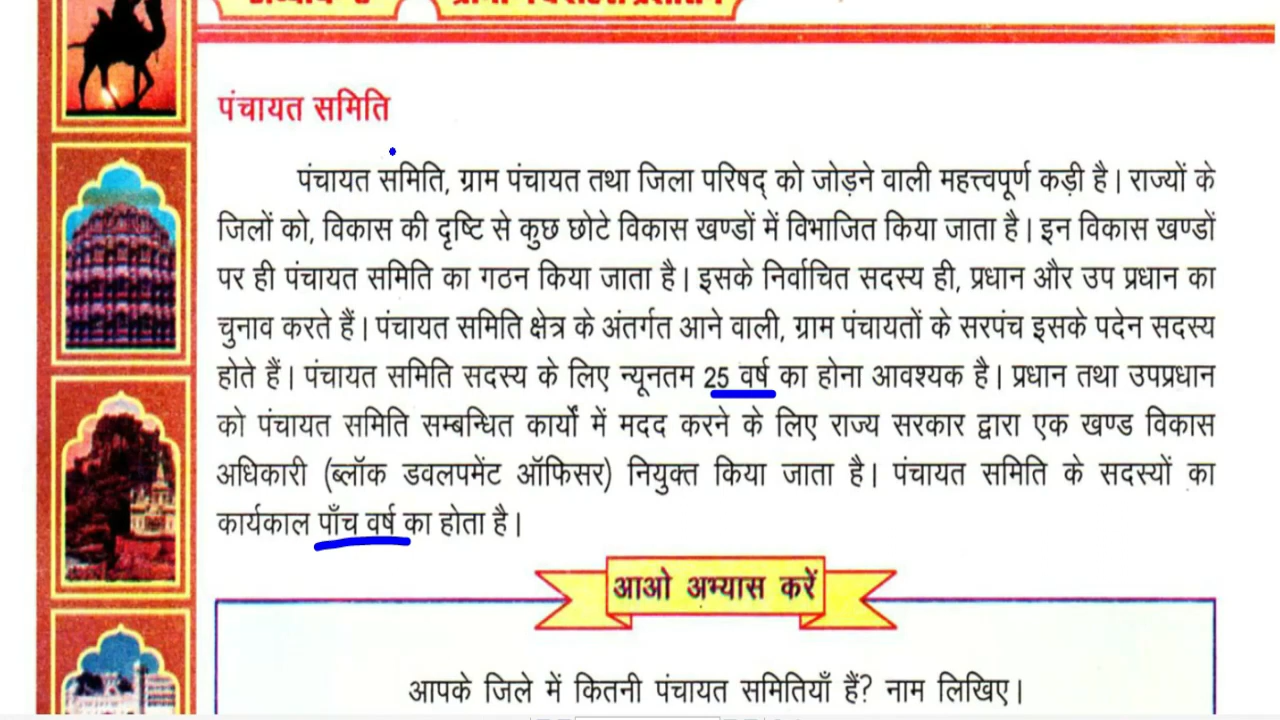 पंचायत समिति
पंचायत समिति, ग्राम पंचायत तथा जिला परिषद् को जोड़ने वाली महत्त्वपूर्ण कड़ी है। राज्यों के
जिलों को, विकास की दृष्टि से कुछ छोटे विकास खण्डों में विभाजित किया जाता है। इन विकास खण्डों
पर ही पंचायत समिति का गठन किया जाता है। इसके निर्वाचित सदस्य ही, प्रधान और उप प्रधान का
चुनाव करते हैं। पंचायत समिति क्षेत्र के अंतर्गत आने वाली, ग्राम पंचायतों के सरपंच इसके पदेन सदस्य
होते हैं। पंचायत समिति सदस्य के लिए न्यूनतम 25 वर्ष का होना आवश्यक है। प्रधान तथा उपप्रधान
को पंचायत समिति सम्बन्धित कार्यों में मदद करने के लिए राज्य सरकार द्वारा एक खण्ड विकास
अधिकारी (ब्लॉक डवलपमेंट ऑफिसर) नियुक्त किया जाता है। पंचायत समिति के सदस्यों का
कार्यकाल पाँच वर्ष का होता है।
आओ अभ्यास करें
आपके जिले में कितनी पंचायत समितियाँ हैं? नाम लिखिए।